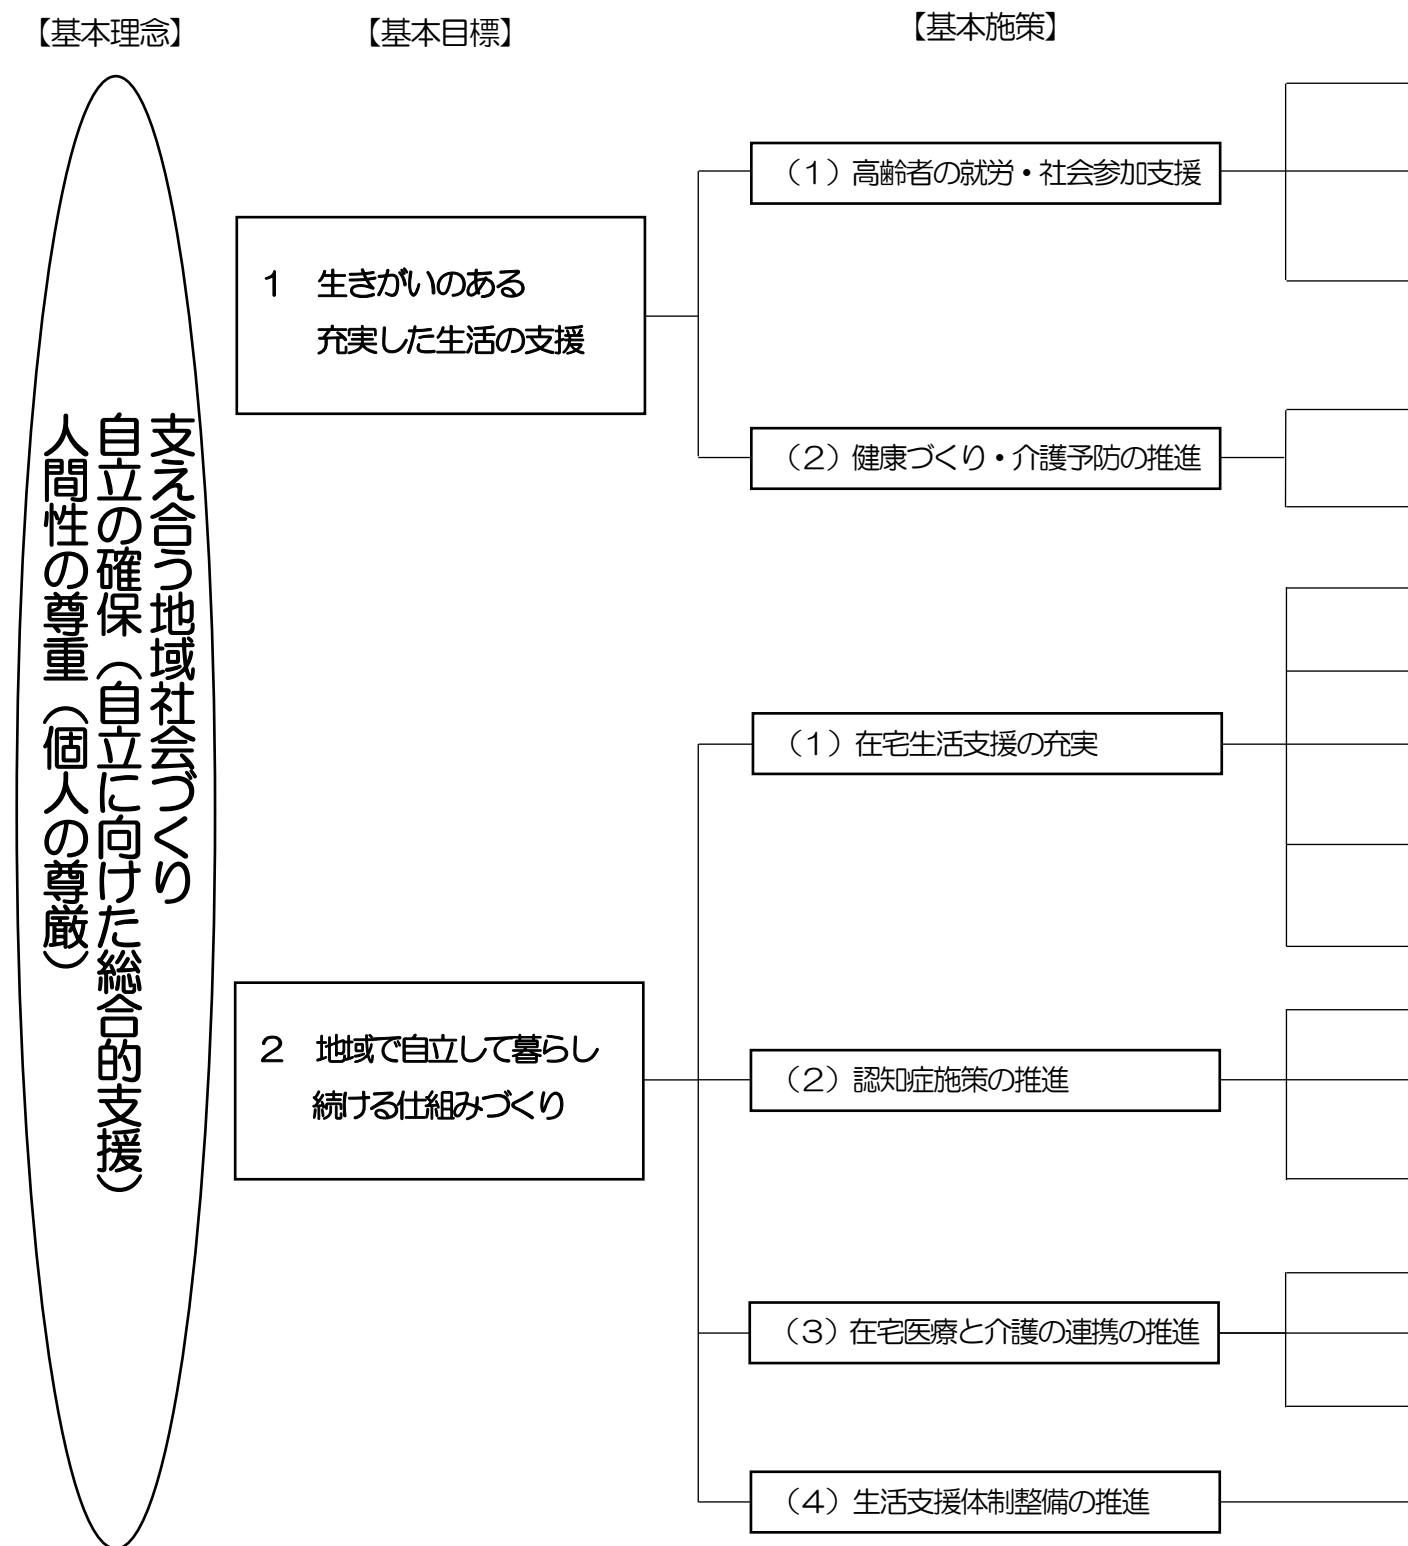 【基本理念】
【基本目標】
【基本施策】
支え合う地域社会づくり
自立の確保（自立に向けた総合的支援）
人間性の尊重（個人の尊厳）
１　生きがいのある
充実した生活の支援
（１）高齢者の就労・社会参加支援
（２）健康づくり・介護予防の推進
２　地域で自立して暮らし
続ける仕組みづくり
（１）在宅生活支援の充実
（２）認知症施策の推進
（３）在宅医療と介護の連携の推進
（４）生活支援体制整備の推進